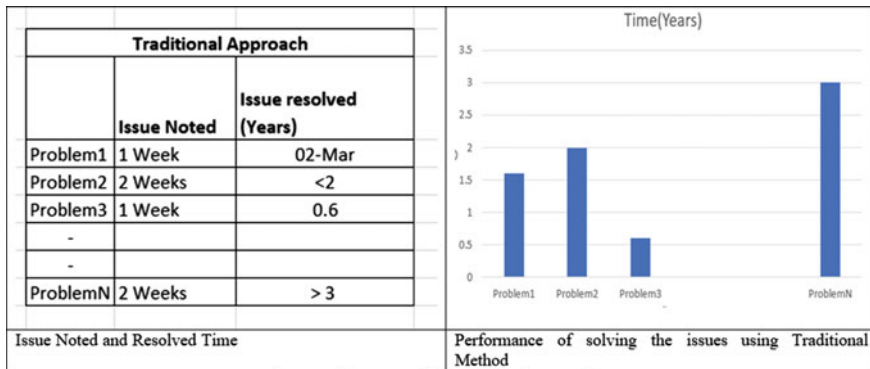 Traditional Approach
Issue Noted Issue resolved (Years)
Problem1 1 Week 02-Mar
Problem2 2 Weeks <2
Problem3 1 Week 0.6
-
-
ProblemN 2 Weeks > 3
Issue Noted and Resolved Time
Time(Years)
3.5
3
2.5
2
1.5
1
0.5
0
Problem1 Problem2 Problem3 ProblemN
Performance of solving the issues using Traditional
Method